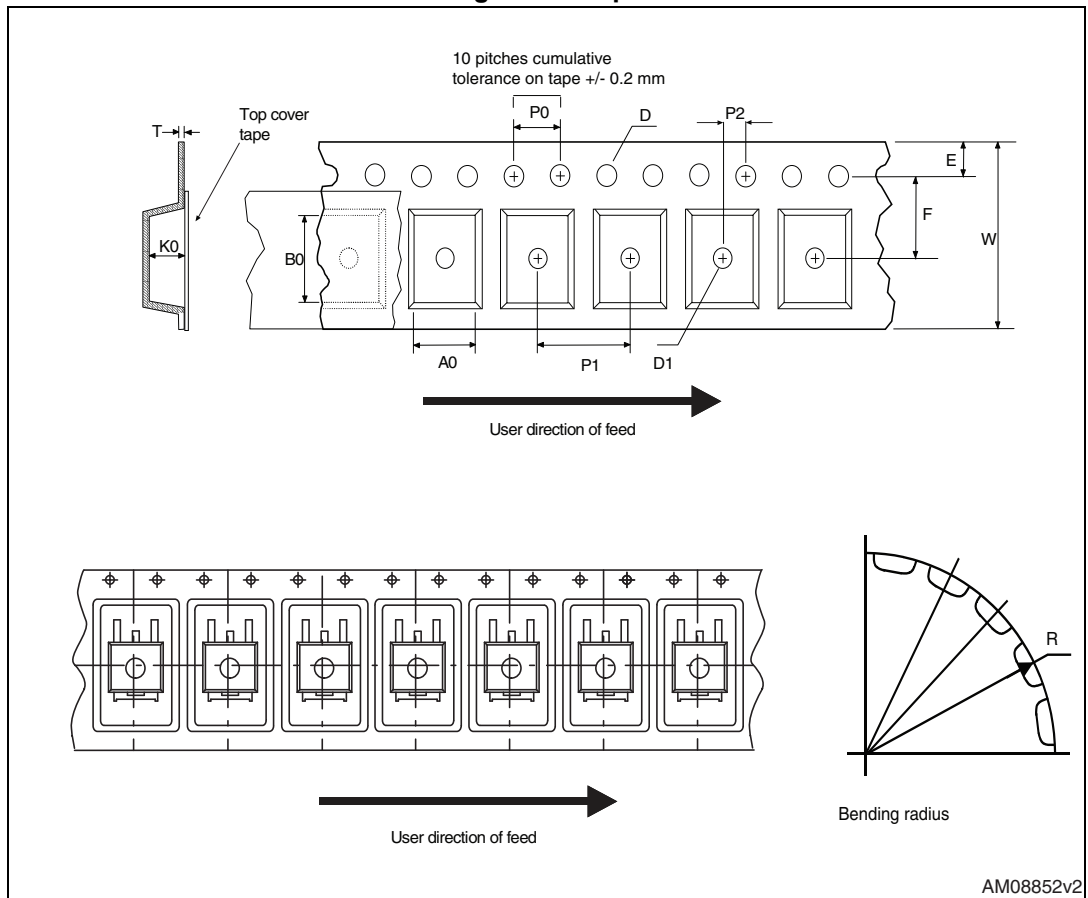 10 pitches cumulative
tolerance on tape +/- 0.2 mm
Top cover
tape
T
P0
D
P2
E
F
W
K0
B0
A0
P1
D1
User direction of feed
R
Bending radius
User direction of feed
AM08852v2